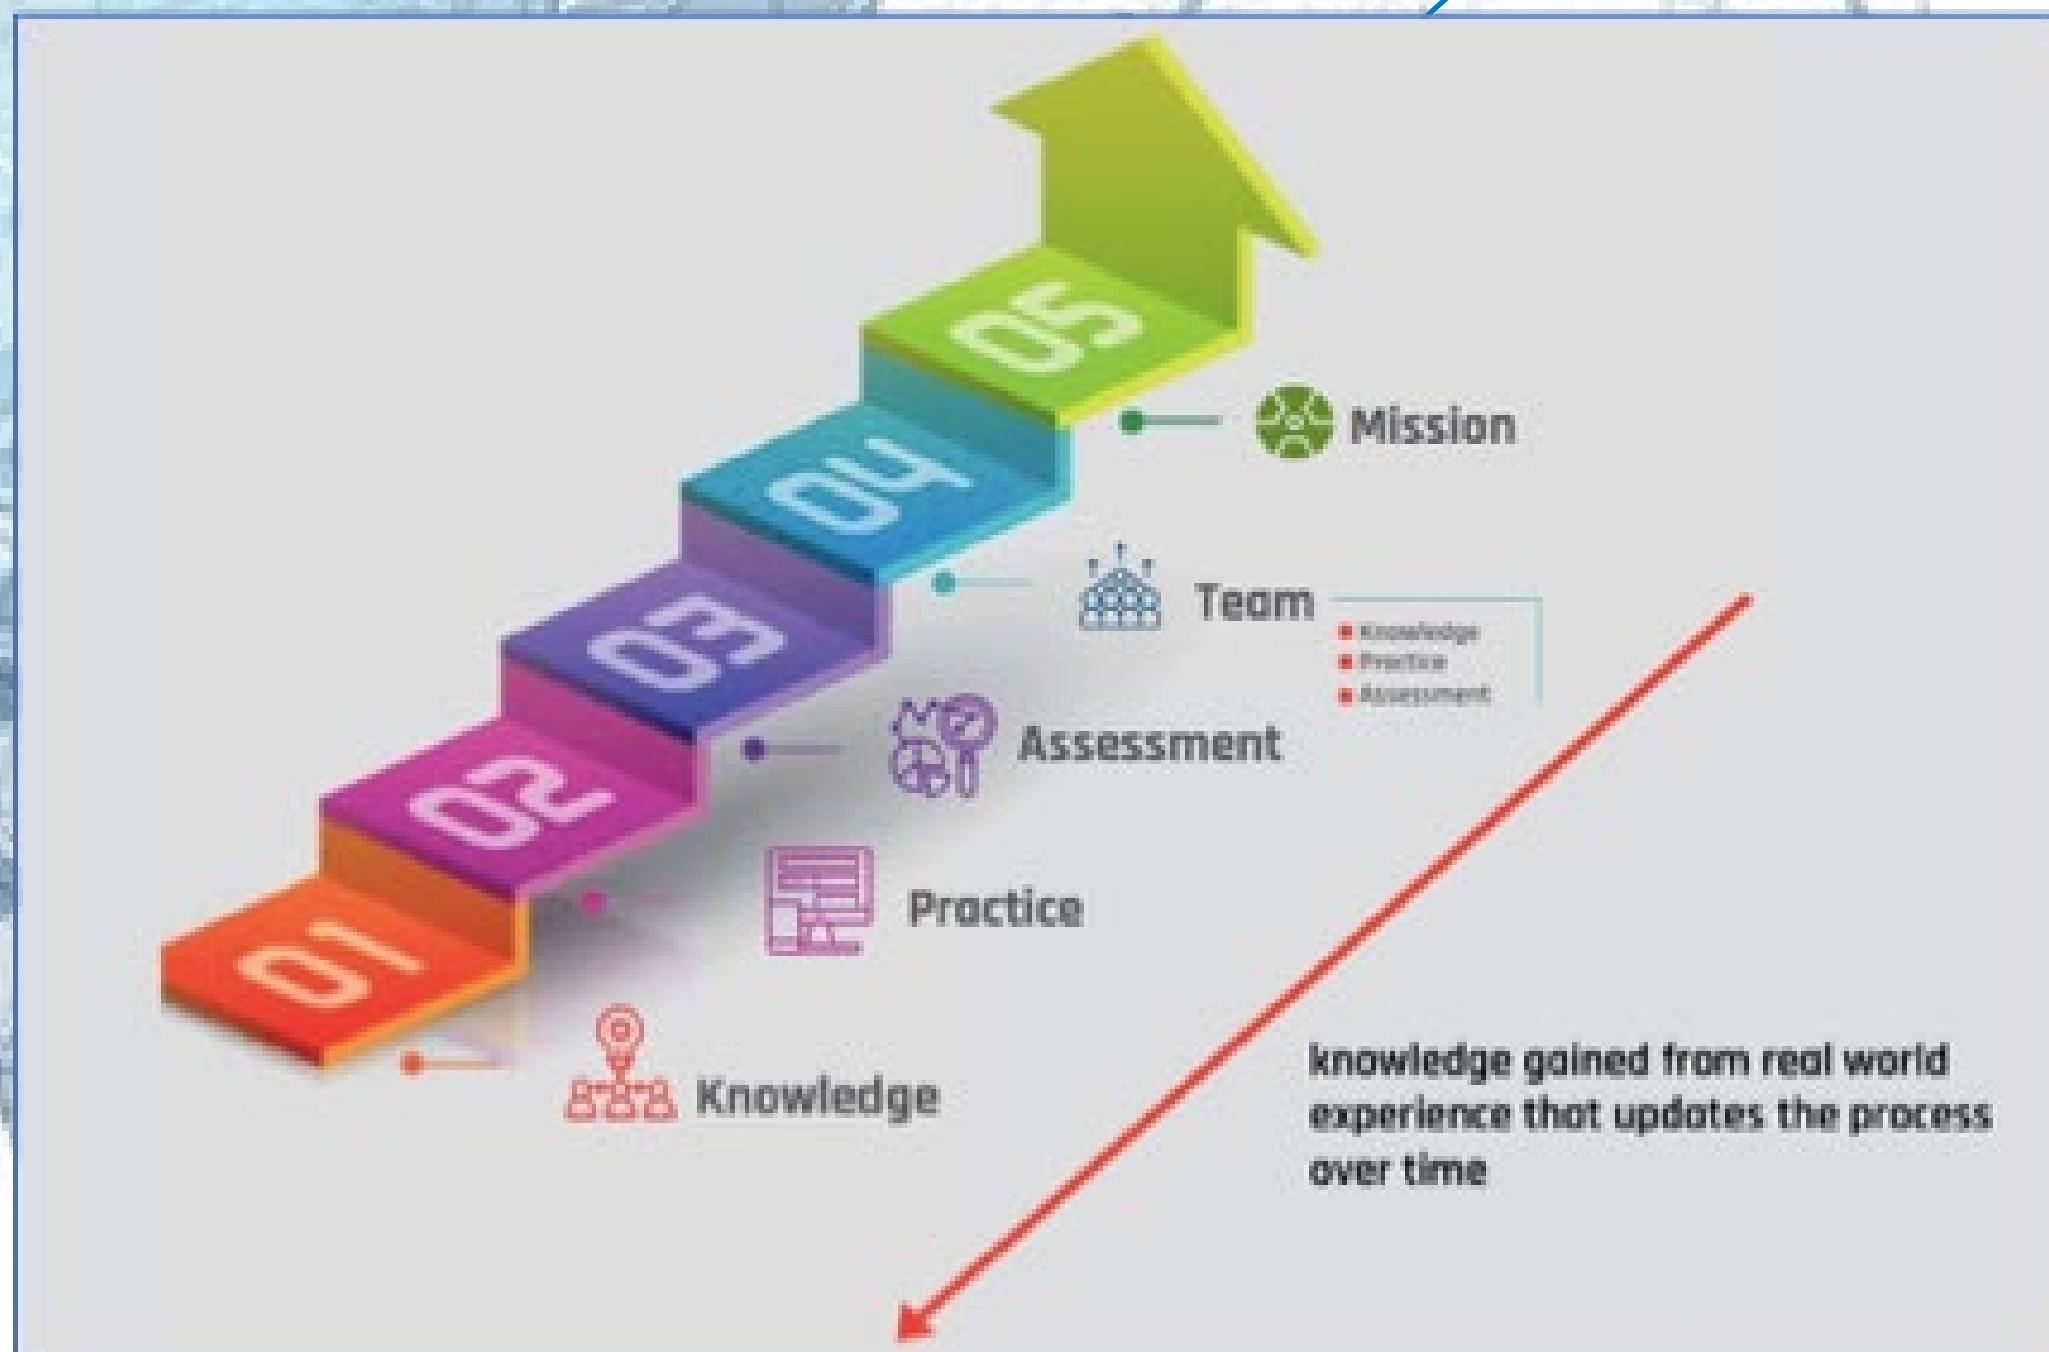 05
Mission
04
Team
Knowledge
Practice
Assessment
03
Assessment
02
Practice
01
Knowledge
knowledge gained from real world
experience that updates the process
over time